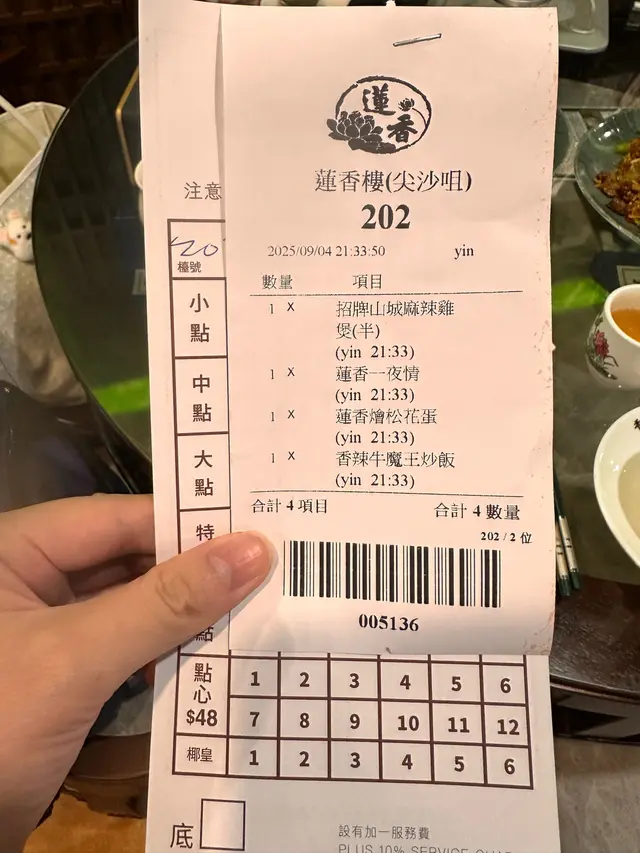 蓮香
蓮香樓(尖沙咀)
202
2025/09/04 21:33:50 yin
數量 項目
1 X 招牌山城麻辣雞
煲(半)
(yin 21:33)
1 X 蓮香一夜情
(yin 21:33)
1 X 蓮香燴松花蛋
(yin 21:33)
1 X 香辣牛魔王炒飯
(yin 21:33)
合計 4 項目 合計 4 數量
202 / 2 位
005136
注意
檯號
小點
中點
大點
特
點
點心 $48
1 2 3 4 5 6
7 8 9 10 11 12
椰皇 1 2 3 4 5 6
底
設有加一服務費
PLUS 10% SERVICE